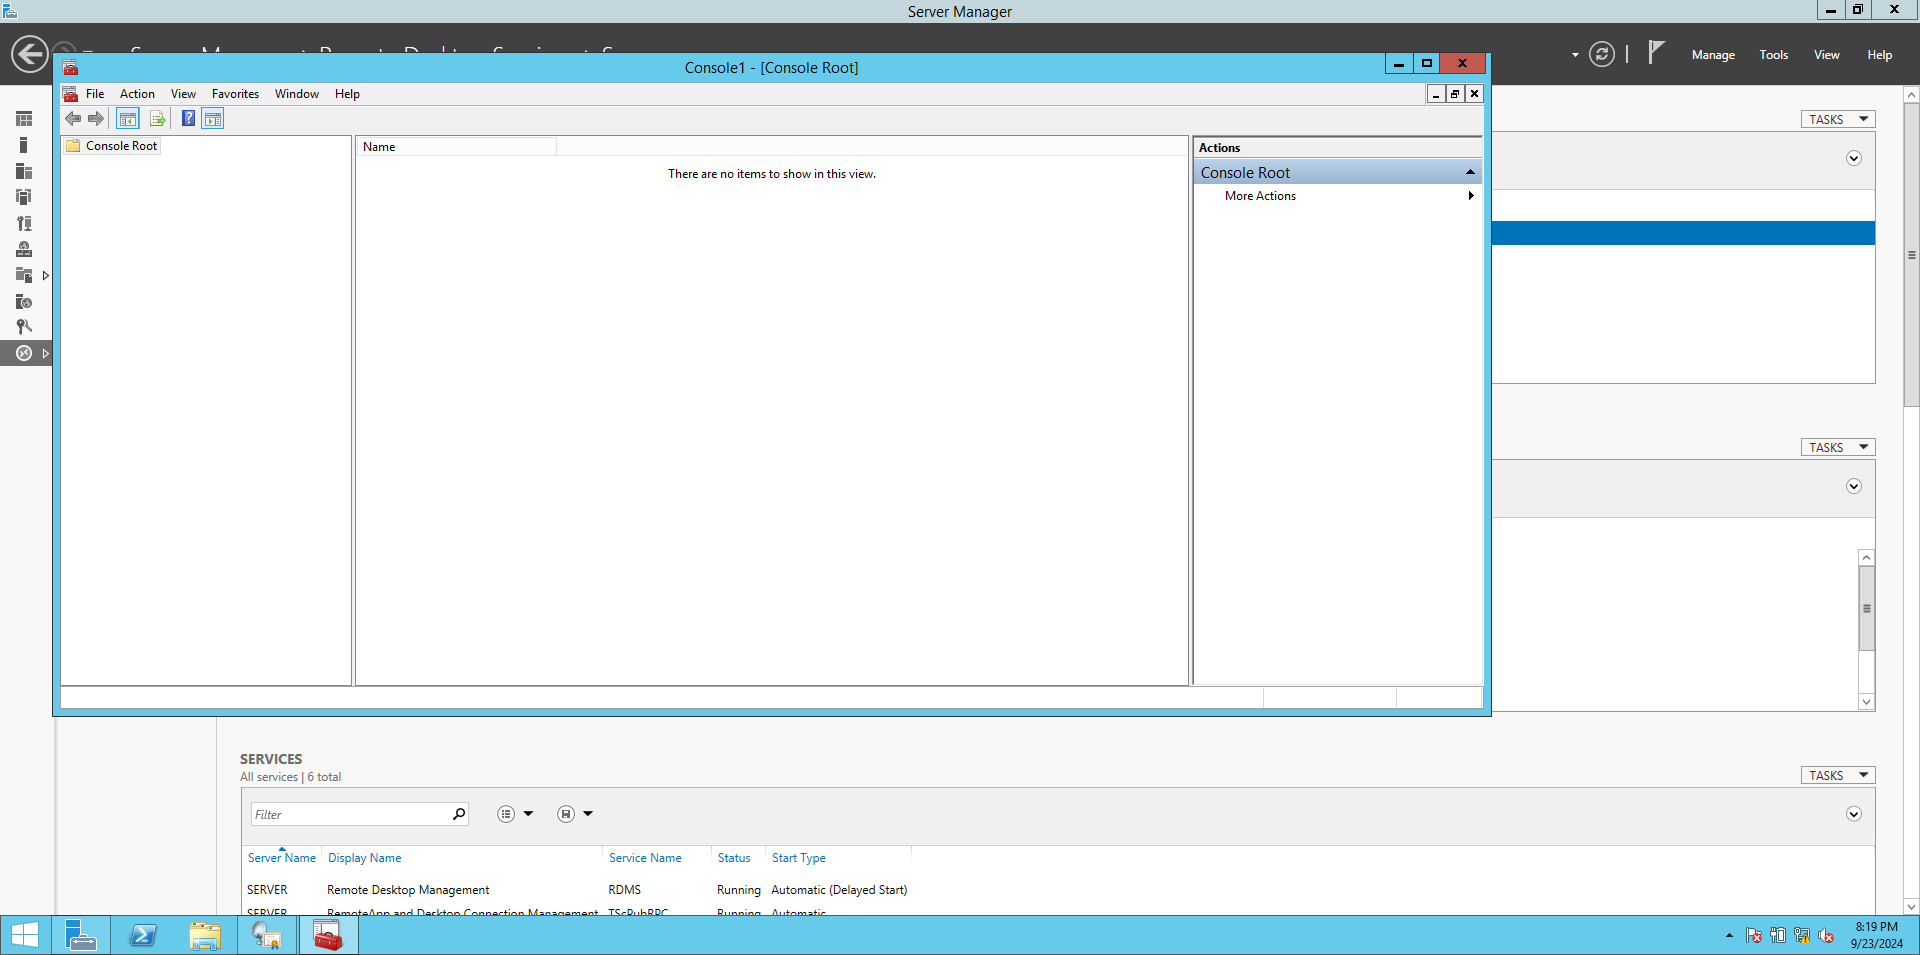 Server Manager
Manage
Tools
View
Help
Console1 - [Console Root]
File
Action
View
Favorites
Window
Help
Console Root
Name
There are no items to show in this view.
Actions
Console Root
More Actions
TASKS
TASKS
SERVICES
All services | 6 total
TASKS
Filter
Server Name
Display Name
Service Name
Status
Start Type
SERVER
Remote Desktop Management
RDMS
Running
Automatic (Delayed Start)
SERVER
RemoteApp and Desktop Connection Management
TScPubRPC
Running
Automatic
8:19 PM
9/23/2024